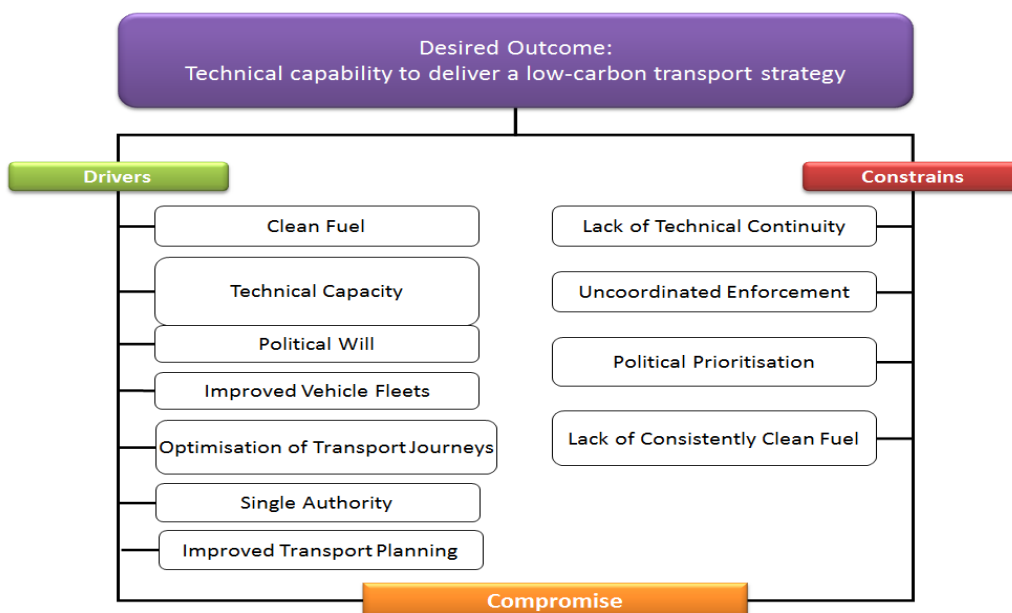 Desired Outcome:
Technical capability to deliver a low-carbon transport strategy
Drivers
Constrains
Clean Fuel
Technical Capacity
Political Will
Improved Vehicle Fleets
Optimisation of Transport Journeys
Single Authority
Improved Transport Planning
Lack of Technical Continuity
Uncoordinated Enforcement
Political Prioritisation
Lack of Consistently Clean Fuel
Compromise